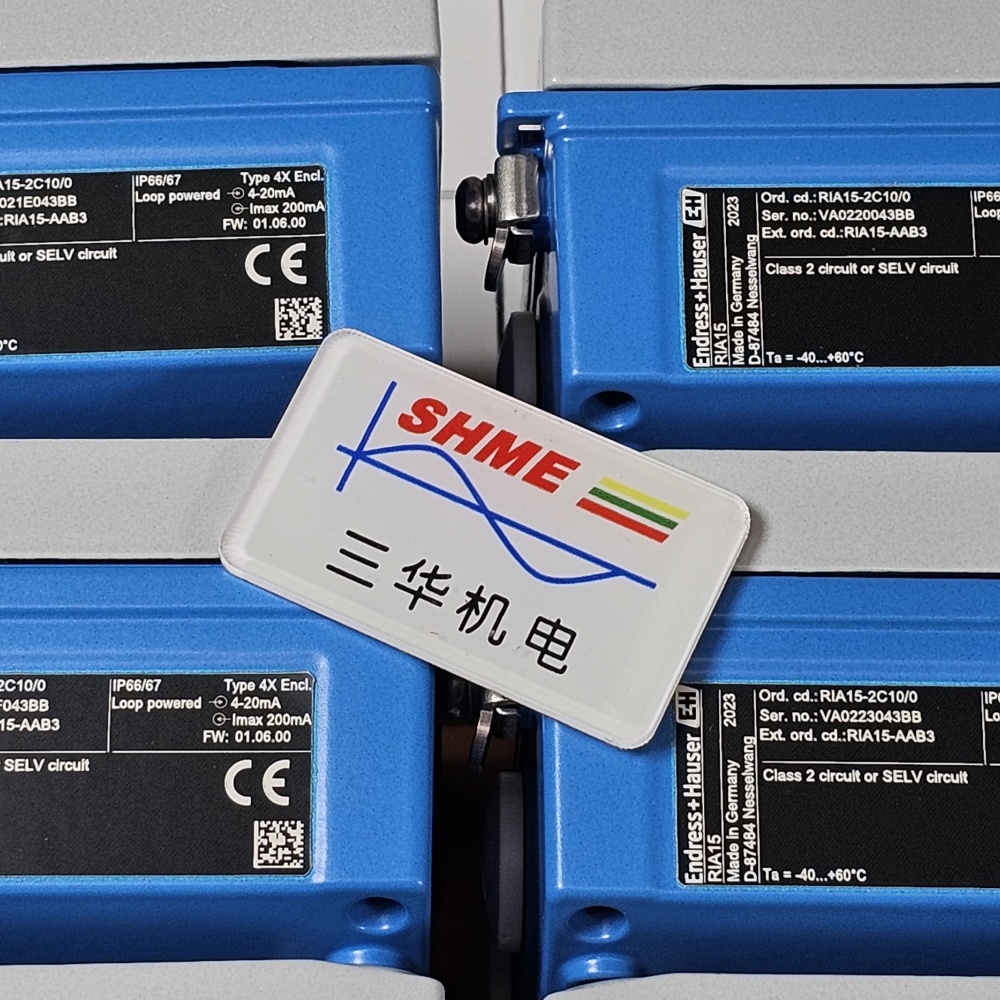 A15-2C10/0
021E043BB
:RIA15-AAB3
uit or SELV circuit
°C
IP66/67
Loop powered
Type 4X Encl.
4-20mA
Imax 200mA
FW: 01.06.00
CE
Endress+Hauser EH
RIA15
2023
Made in Germany
D-87484 Nesselwang
Ord. cd.:RIA15-2C10/0
Ser. no.:VA0220043BB
Ext. ord. cd.:RIA15-AAB3
Class 2 circuit or SELV circuit
Ta = -40...+60°C
IP66
Loop
SHME
三华机电
2C10/0
F043BB
15-AAB3
SELV circuit
IP66/67
Loop powered
Type 4X Encl.
4-20mA
Imax 200mA
FW: 01.06.00
CE
Endress+Hauser EH
RIA15
2023
Made in Germany
D-87484 Nesselwang
Ord. cd.:RIA15-2C10/0
Ser. no.:VA0223043BB
Ext. ord. cd.:RIA15-AAB3
Class 2 circuit or SELV circuit
Ta = -40...+60°C